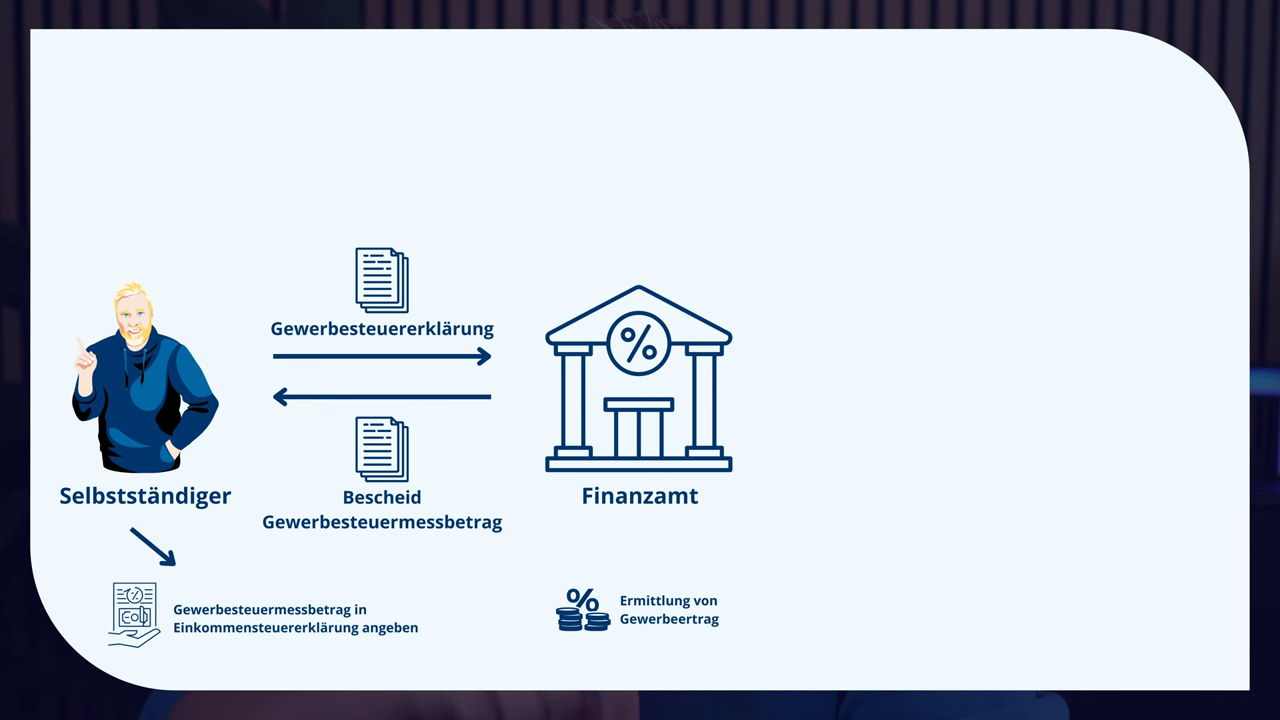 Gewerbesteuererklärung
%
Selbstständiger
Bescheid
Gewerbesteuermessbetrag
Finanzamt
Gewerbesteuermessbetrag in
Einkommensteuererklärung angeben
%
Ermittlung von
Gewerbeertrag